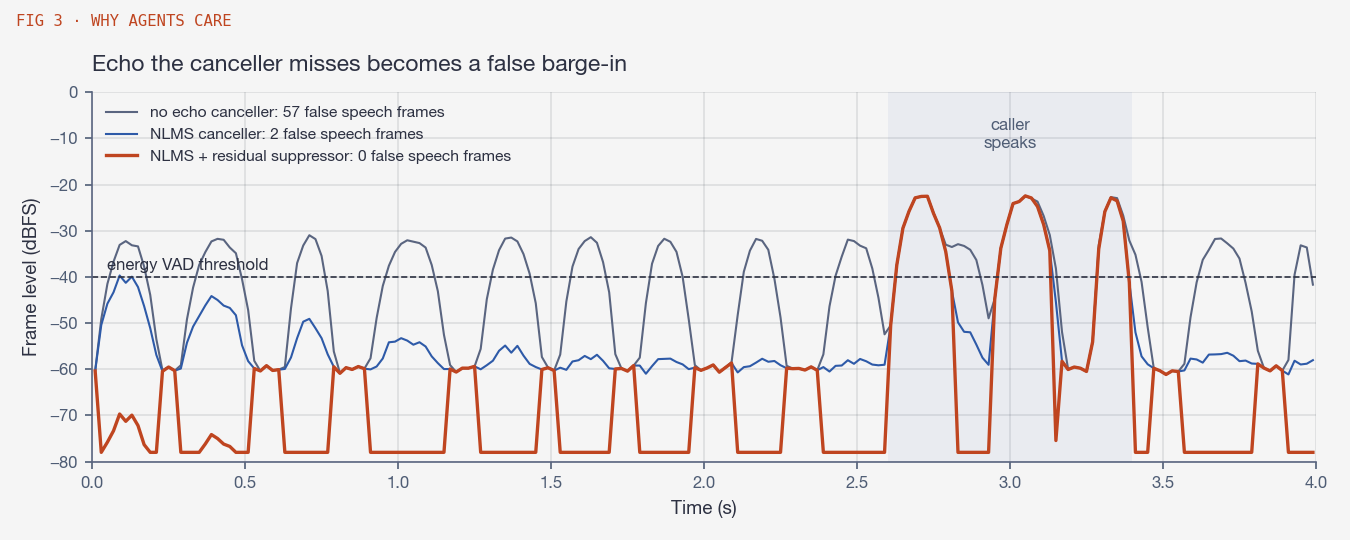 FIG 3 · WHY AGENTS CARE
Echo the canceller misses becomes a false barge-in
no echo canceller: 57 false speech frames
NLMS canceller: 2 false speech frames
NLMS + residual suppressor: 0 false speech frames
caller
speaks
energy VAD threshold
Frame level (dBFS)
0
−10
−20
−30
−40
−50
−60
−70
−80
0.0 0.5 1.0 1.5 2.0 2.5 3.0 3.5 4.0
Time (s)